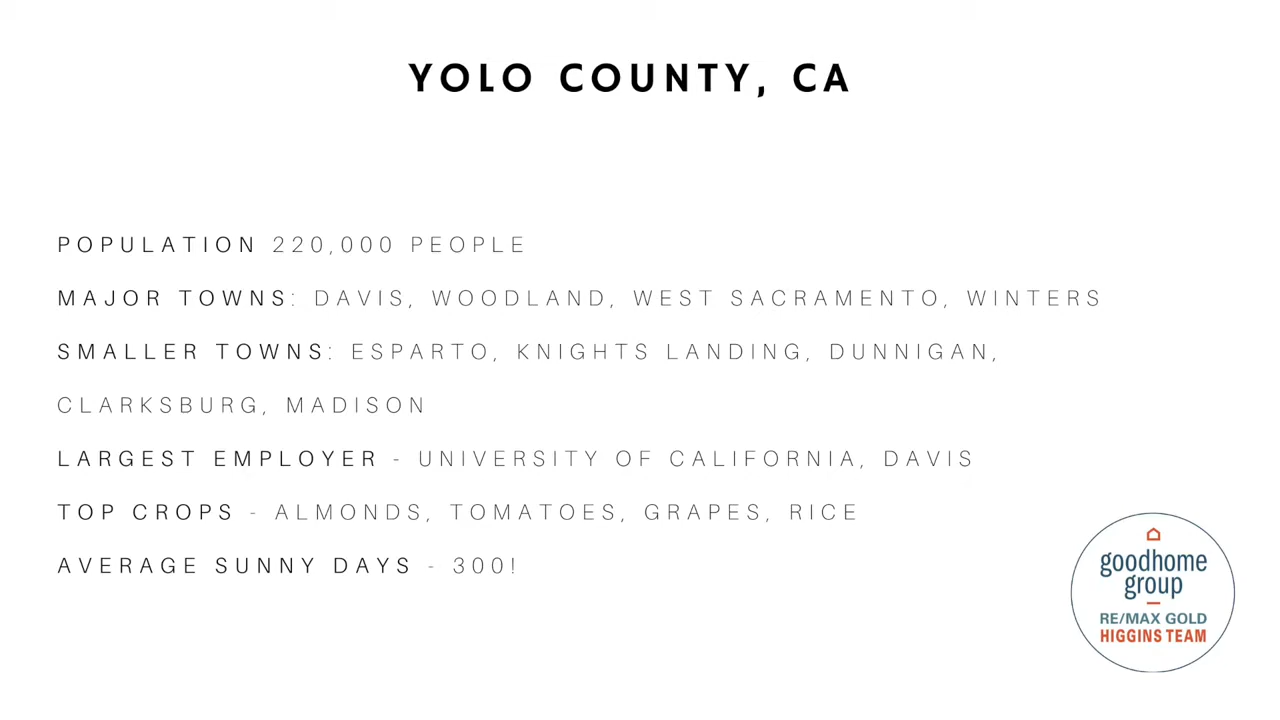 YOLO COUNTY, CA
POPULATION 220,000 PEOPLE
MAJOR TOWNS: DAVIS, WOODLAND, WEST SACRAMENTO, WINTERS
SMALLER TOWNS: ESPARTO, KNIGHTS LANDING, DUNNIGAN,
CLARKSBURG, MADISON
LARGEST EMPLOYER - UNIVERSITY OF CALIFORNIA, DAVIS
TOP CROPS - ALMONDS, TOMATOES, GRAPES, RICE
AVERAGE SUNNY DAYS - 300!
goodhome
group
RE/MAX GOLD
HIGGINS TEAM